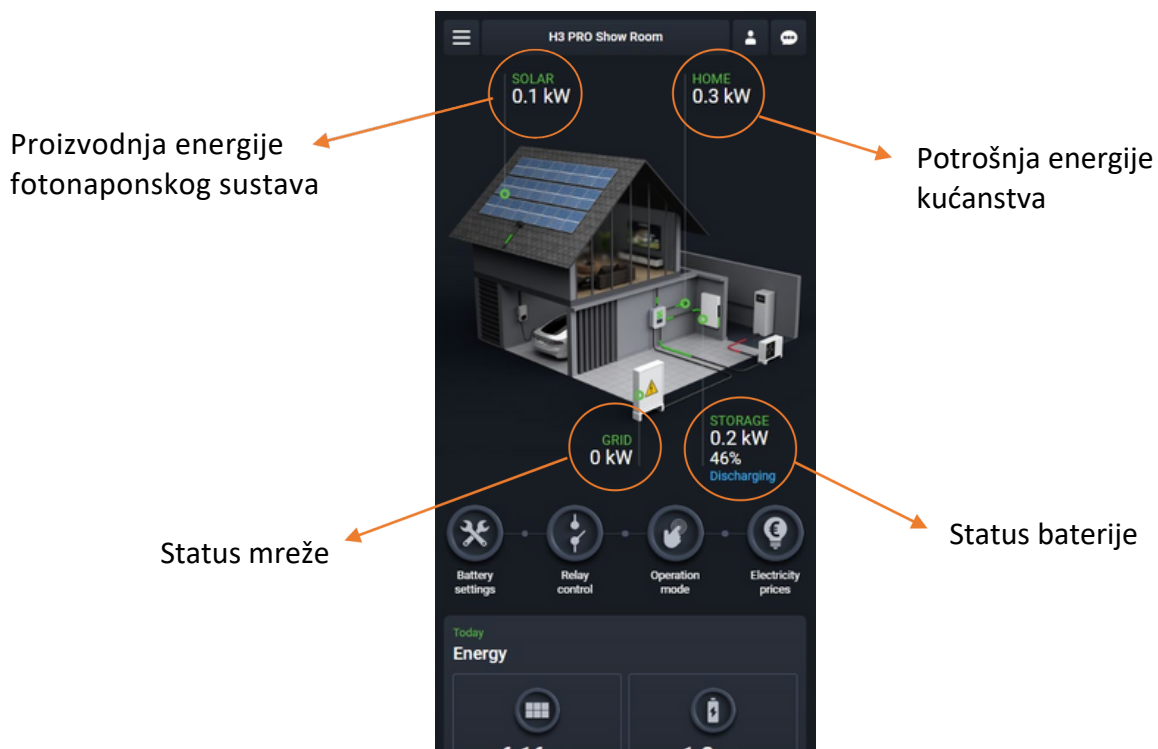 H3 PRO Show Room
SOLAR
0.1 kW
HOME
0.3 kW
Proizvodnja energije
fotonaponskog sustava
Potrošnja energije
kućanstva
GRID
0 kW
STORAGE
0.2 kW
46%
Discharging
Status mreže
Status baterije
Battery
settings
Relay
control
Operation
mode
Electricity
prices
Today
Energy